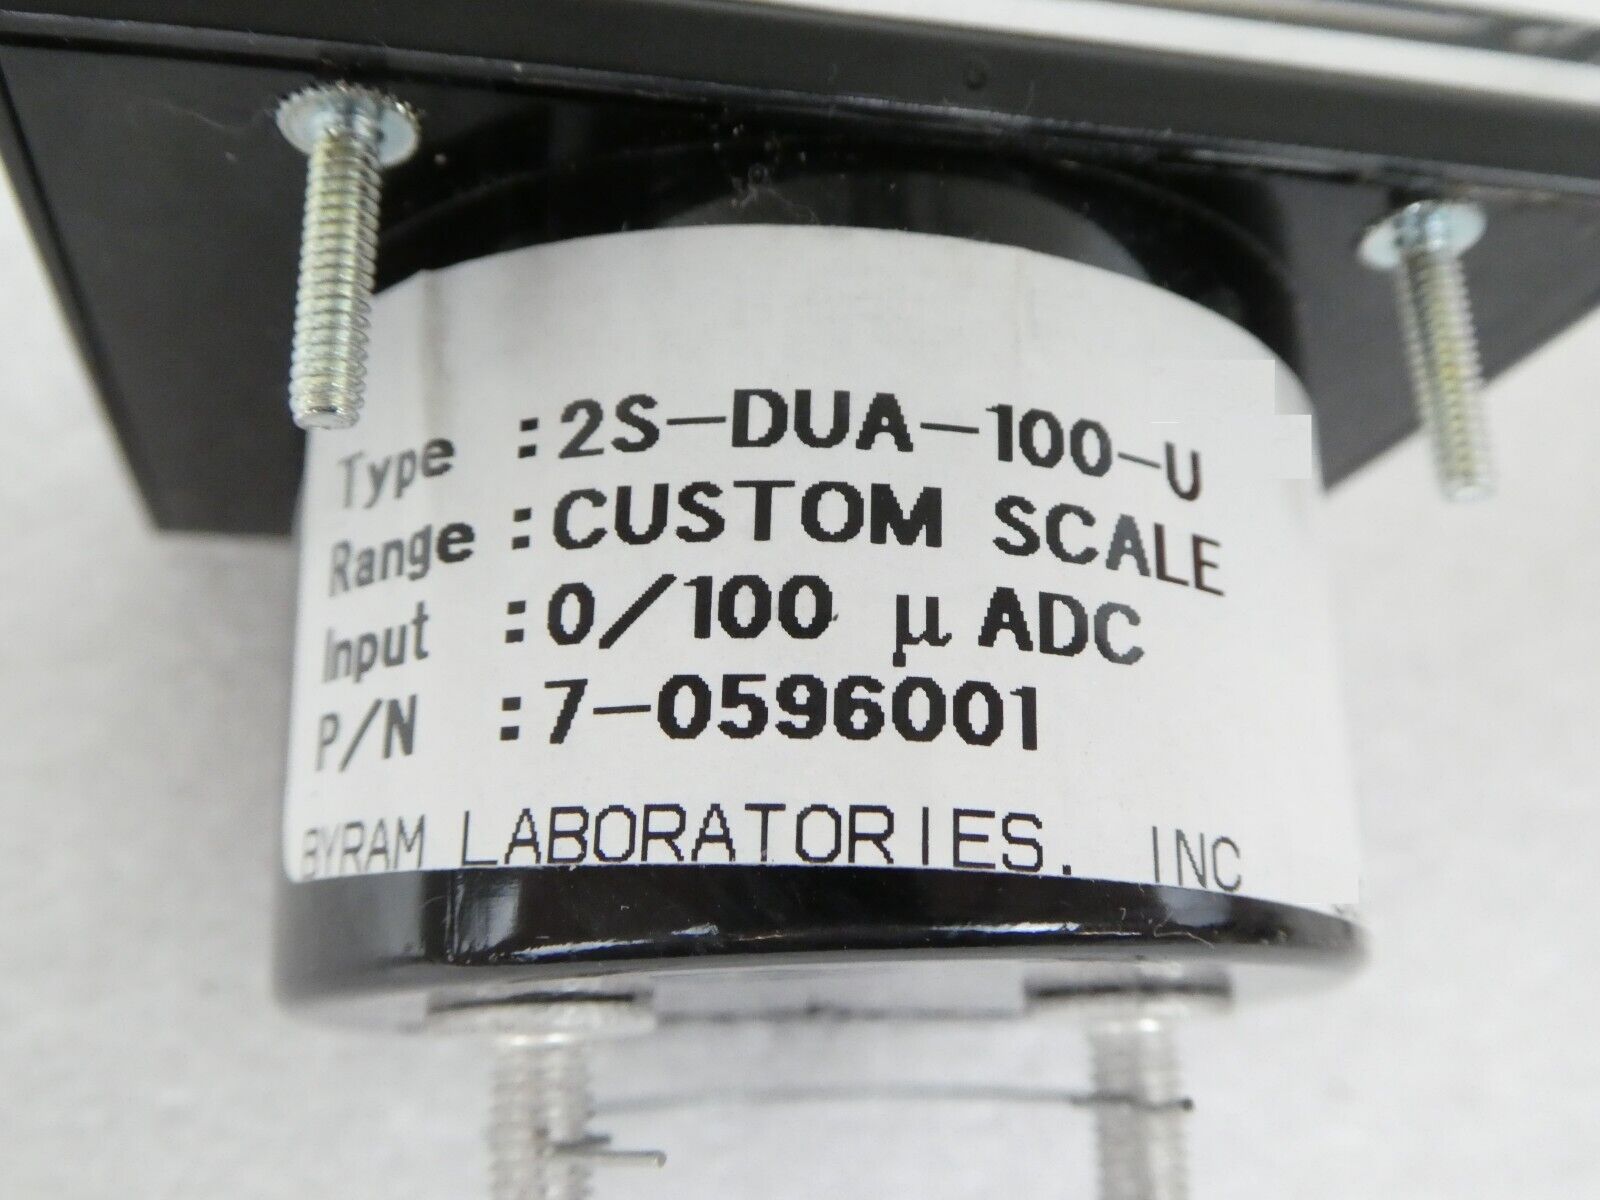 Type :2S-DUA-100-U
Range :CUSTOM SCALE
Input :0/100 µ ADC
P/N :7-0596001
BYRAM LABORATORIES. INC